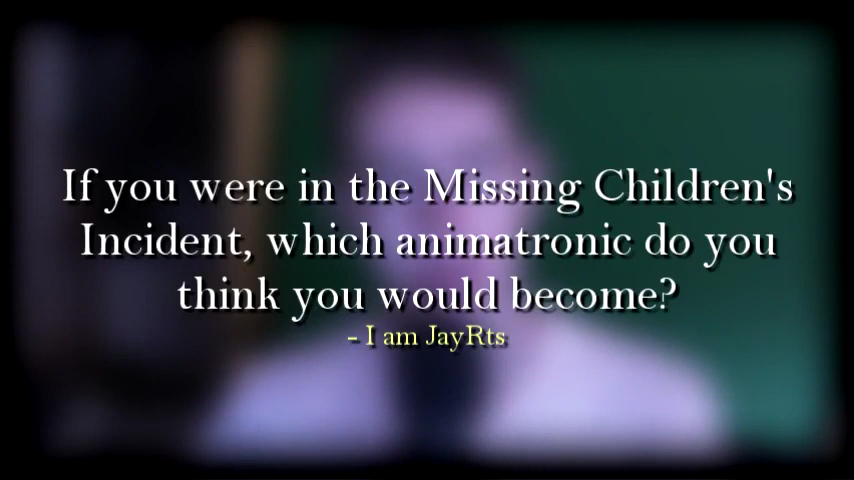 If you were in the Missing Children's
Incident, which animatronic do you
think you would become?
- I am JayRts